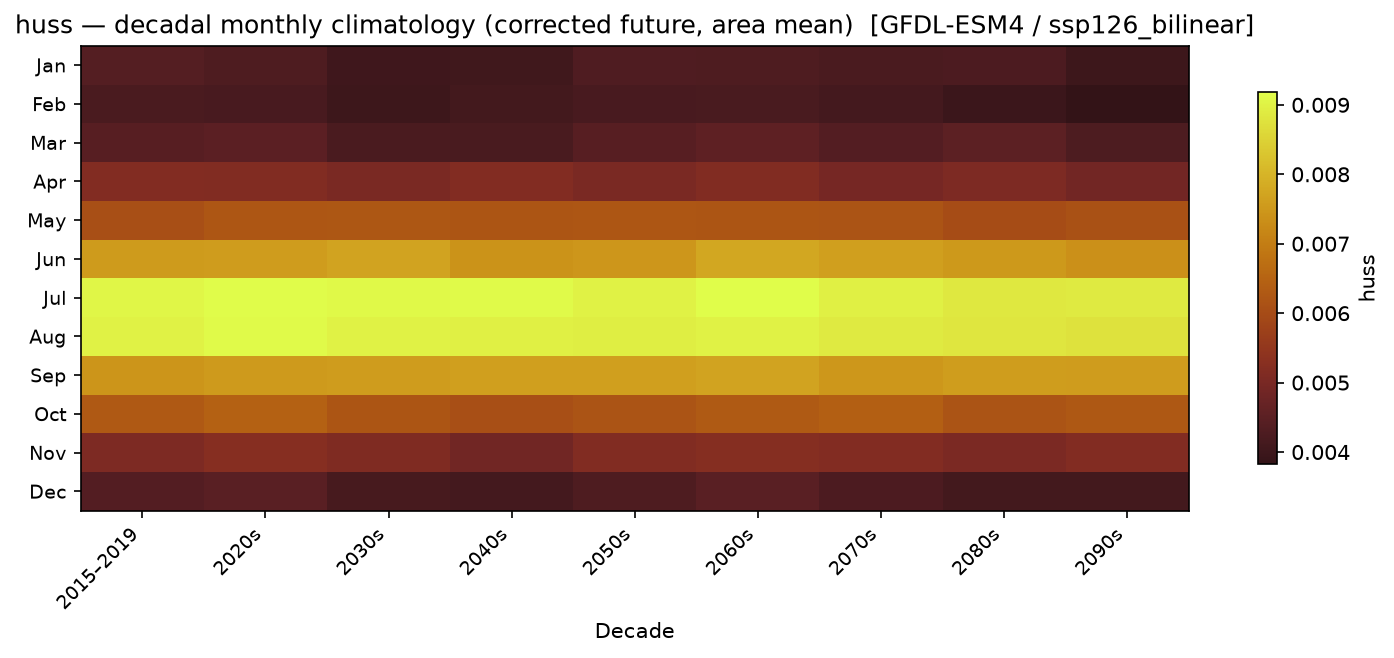 huss — decadal monthly climatology (corrected future, area mean)  [GFDL-ESM4 / ssp126_bilinear]
Jan
Feb
Mar
Apr
May
Jun
Jul
Aug
Sep
Oct
Nov
Dec
2015–2019
2020s
2030s
2040s
2050s
2060s
2070s
2080s
2090s
Decade
0.009
0.008
0.007
0.006
0.005
0.004
huss